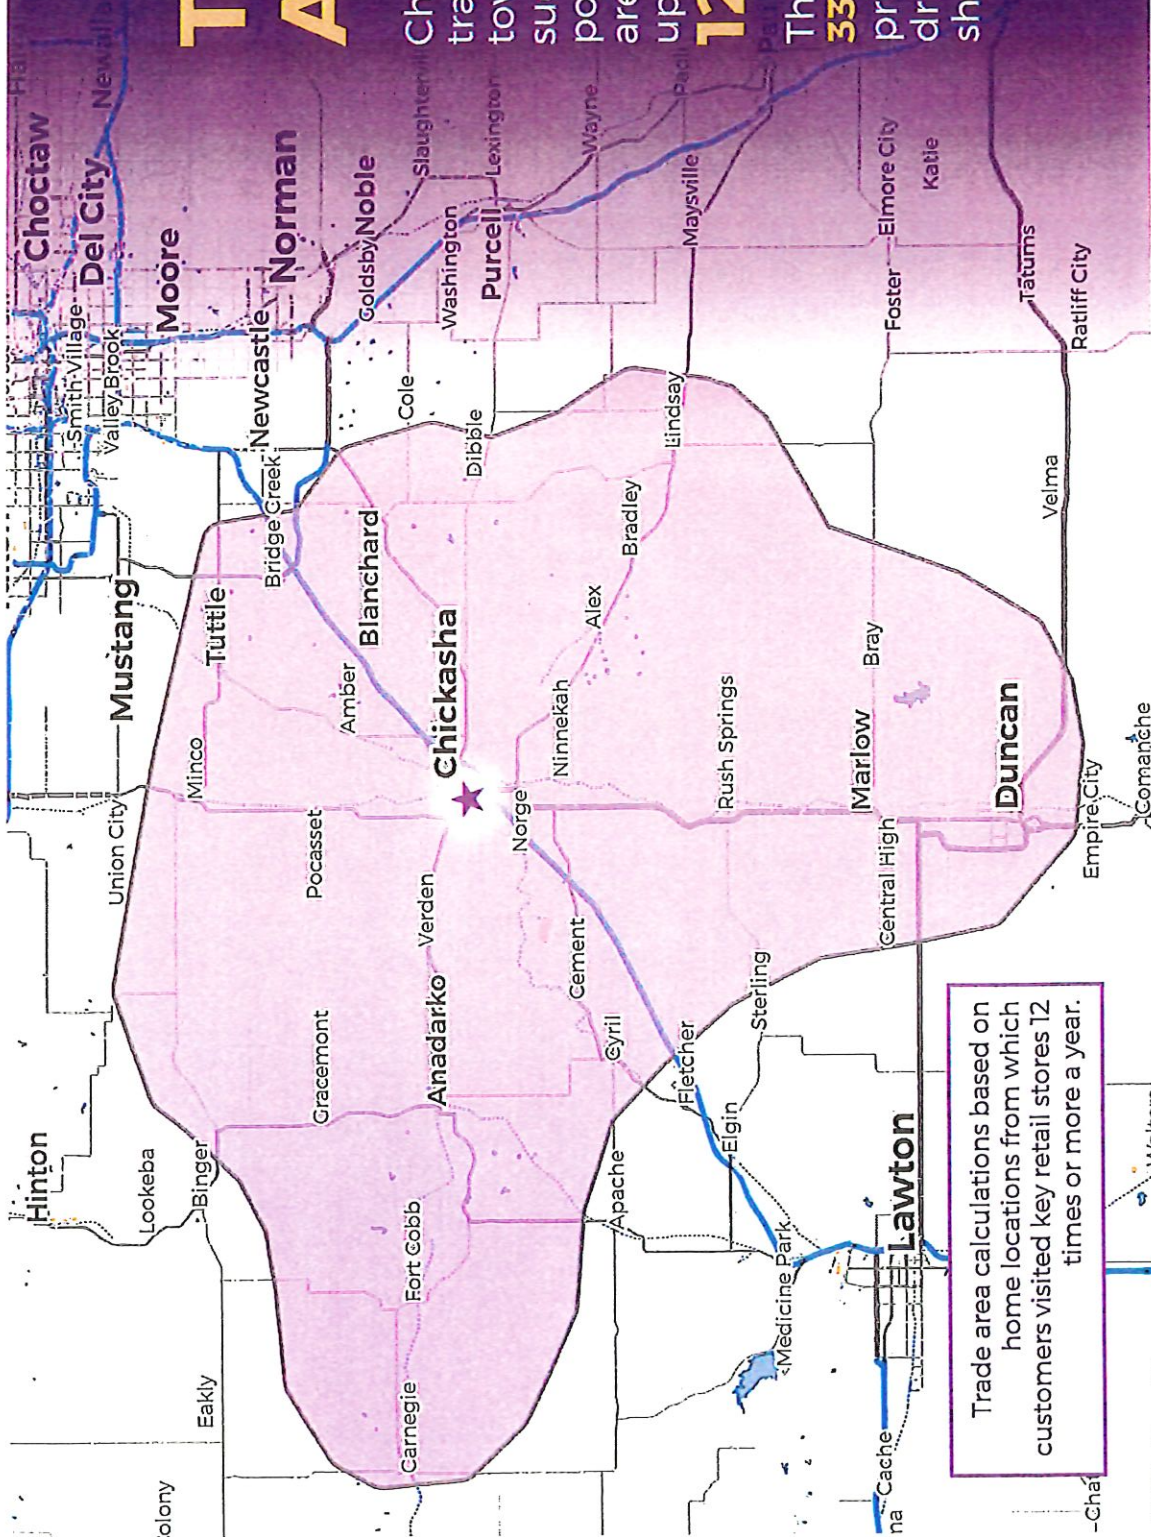 Hinton
Choctaw
Smith Village
Del City
Valley Brook
Union City
Mustang
Lookeba
Moore
Eakly
Binger
Minco
Tuttle
Newcastle
Bridge Creek
Norman
Gracemont
Pocasset
Amber
Blanchard
Goldsby
Noble
Carnegie
Fort Cobb
Cole
Slaughterv
Anadarko
Verden
Chickasha
Washington
Dibble
Purcell
Lexington
Norge
Ninnekah
Cement
Alex
Wayne
Apache
Cyril
Bradley
Lindsay
Fletcher
Maysville
Elgin
Rush Springs
Sterling
Medicine Park
Marlow
Bray
Central High
Foster
Elmore City
Cache
Lawton
Katie
Duncan
Velma
Tatums
Ratliff City
Empire City
Comanche
Trade area calculations based on
home locations from which
customers visited key retail stores 12
times or more a year.